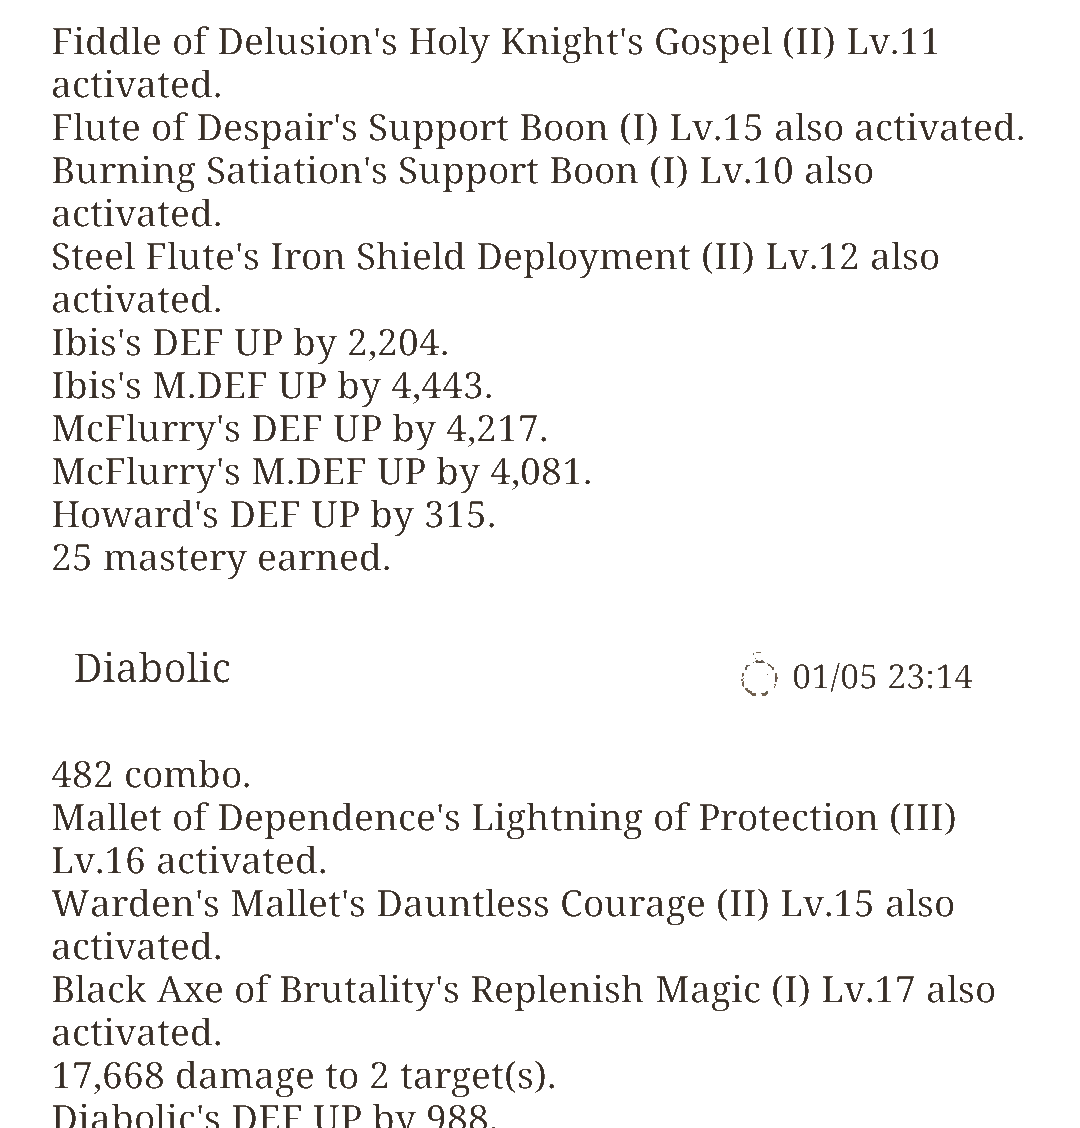 Fiddle of Delusion's Holy Knight's Gospel (II) Lv.11
activated.
Flute of Despair's Support Boon (I) Lv.15 also activated.
Burning Satiation's Support Boon (I) Lv.10 also
activated.
Steel Flute's Iron Shield Deployment (II) Lv.12 also
activated.
Ibis's DEF UP by 2,204.
Ibis's M.DEF UP by 4,443.
McFlurry's DEF UP by 4,217.
McFlurry's M.DEF UP by 4,081.
Howard's DEF UP by 315.
25 mastery earned.
Diabolic 01/05 23:14
482 combo.
Mallet of Dependence's Lightning of Protection (III)
Lv.16 activated.
Warden's Mallet's Dauntless Courage (II) Lv.15 also
activated.
Black Axe of Brutality's Replenish Magic (I) Lv.17 also
activated.
17,668 damage to 2 target(s).
Diabolic's DEF UP by 988.